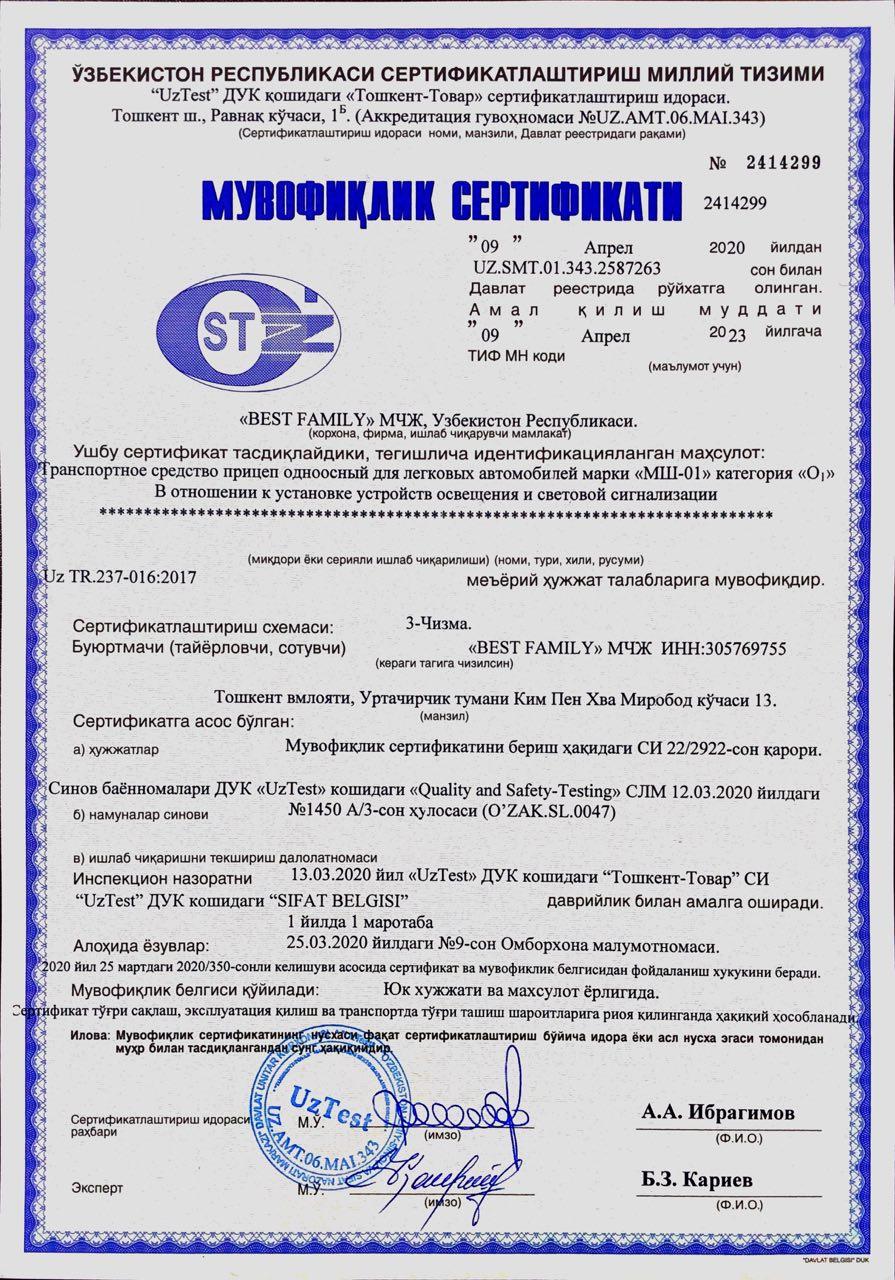 ЎЗБЕКИСТОН РЕСПУБЛИКАСИ СЕРТИФИКАТЛАШТИРИШ МИЛЛИЙ ТИЗИМИ
“UzTest” ДУК қошидаги «Тошкент-Товар» сертификатлаштириш идораси.
Тошкент ш., Равнақ кўчаси, 1Б. (Аккредитация гувоҳномаси №UZ.AMT.06.MAI.343)
(Сертификатлаштириш идораси номи, манзили, Давлат реестридаги рақами)
№ 2414299
МУВОФИҚЛИК СЕРТИФИКАТИ 2414299
”09 ” Апрел 2020 йилдан
UZ.SMT.01.343.2587263 сон билан
Давлат реестрида рўйхатга олинган.
Амал қилиш муддати
” 09 ” Апрел 2023 йилгача
ТИФ МН коди
(маълумот учун)
ST
«BEST FAMILY» МЧЖ, Узбекистон Республикаси.
(корхона, фирма, ишлаб чиқарувчи мамлакат)
Ушбу сертификат тасдиқлайдики, тегишлича идентификацияланган маҳсулот:
Транспортное средство прицеп одноосный для легковых автомобилей марки «МШ-01» категория «О1»
В отношении к установке устройств освещения и световой сигнализации
******************************************************************************
(миқдори ёки серияли ишлаб чиқарилиши) (номи, тури, хили, русуми)
Uz TR.237-016:2017 меъёрий ҳужжат талабларига мувофиқдир.
Сертификатлаштириш схемаси: 3-Чизма.
Буюртмачи (тайёрловчи, сотувчи) «BEST FAMILY» МЧЖ ИНН:305769755
(кераги тагига чизилсин)
Тошкент вмлояти, Уртачирчик тумани Ким Пен Хва Миробод кўчаси 13.
Сертификатга асос бўлган: (манзил)
а) ҳужжатлар Мувофиқлик сертификатини бериш ҳақидаги СИ 22/2922-сон қарори.
Синов баённомалари ДУК «UzTest» кошидаги «Quality and Safety-Testing» СЛМ 12.03.2020 йилдаги
б) намуналар синови №1450 А/3-сон ҳулосаси (O’ZAK.SL.0047)
в) ишлаб чиқаришни текшириш далолатномаси
Инспекцион назоратни 13.03.2020 йил «UzTest» ДУК кошидаги “Тошкент-Товар” СИ
“UzTest” ДУК кошидаги “SIFAT BELGISI” даврийлик билан амалга оширади.
1 йилда 1 маротаба
Алоҳида ёзувлар: 25.03.2020 йилдаги №9-сон Омборхона малумотномаси.
2020 йил 25 мартдаги 2020/350-сонли келишуви асосида сертификат ва мувофиклик белгисидан фойдаланиш хукукини беради.
Мувофиқлик белгиси қўйилади: Юк хужжати ва махсулот ёрлигида.
Сертификат тўғри сақлаш, эксплуатация қилиш ва транспортда тўғри ташиш шароитларига риоя қилинганда ҳақиқий ҳособланади
Илова: Мувофиқлик сертификатининг нусхаси фақат сертификатлаштириш бўйича идора ёки асл нусха эгаси томонидан
муҳр билан тасдиқлангандан сўнг ҳақиқийдир.
Сертификатлаштириш идораси
раҳбари М.Ў. (имзо) А.А. Ибрагимов
(Ф.И.О.)
UzTest
UZ.AMT.06.MAI.343
Эксперт М.Ў. (имзо) Б.З. Кариев
(Ф.И.О.)
"DAVLAT BELGISI" DUK